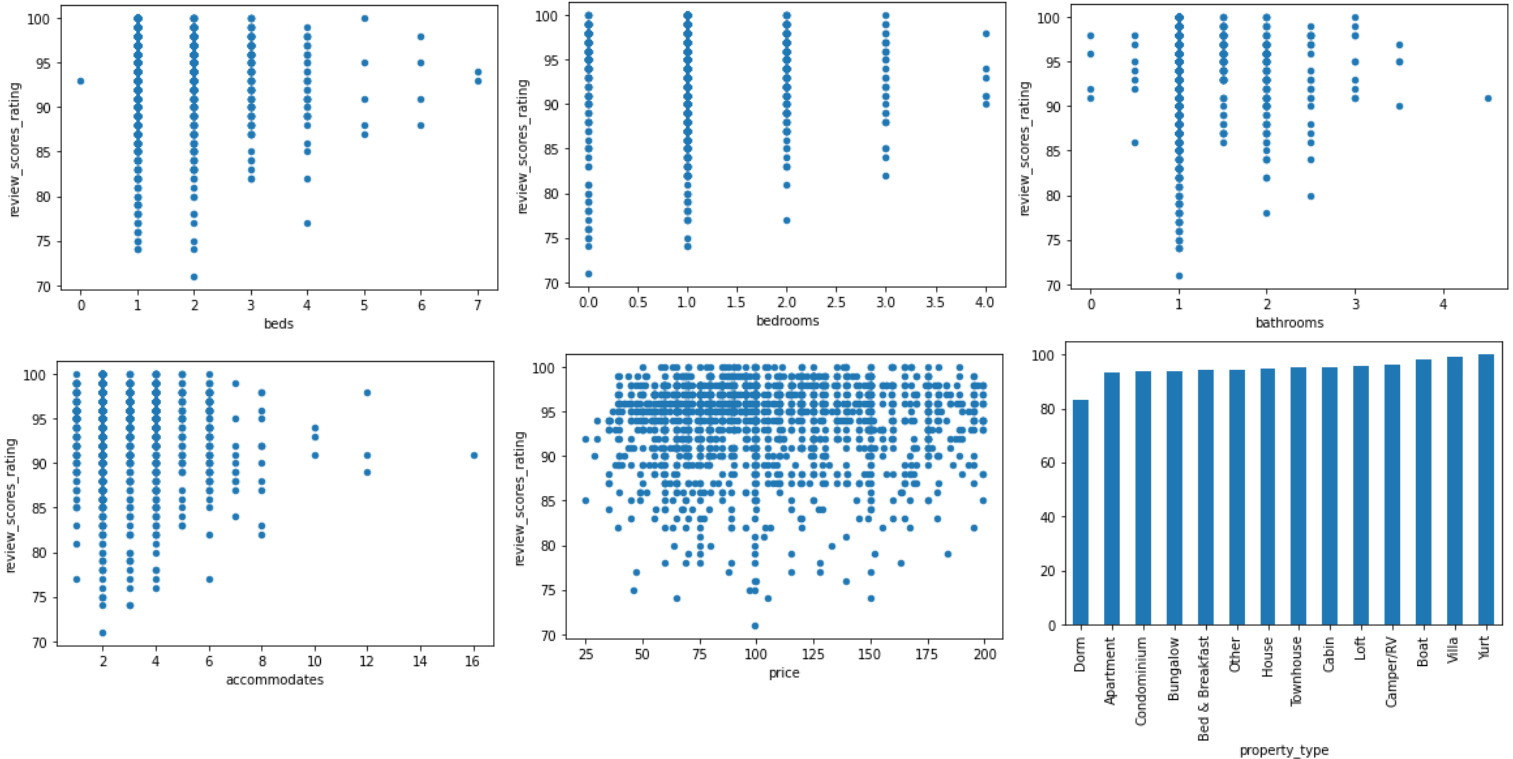 100
95
90
85
80
75
70
review_scores_rating
0 1 2 3 4 5 6 7
beds
100
95
90
85
80
75
70
review_scores_rating
0.0 0.5 1.0 1.5 2.0 2.5 3.0 3.5 4.0
bedrooms
100
95
90
85
80
75
70
review_scores_rating
0 1 2 3 4
bathrooms
100
95
90
85
80
75
70
review_scores_rating
2 4 6 8 10 12 14 16
accommodates
100
95
90
85
80
75
70
review_scores_rating
25 50 75 100 125 150 175 200
price
100
80
60
40
20
0
Dorm
Apartment
Condominium
Bungalow
Bed & Breakfast
Other
House
Townhouse
Cabin
Loft
Camper/RV
Boat
Villa
Yurt
property_type